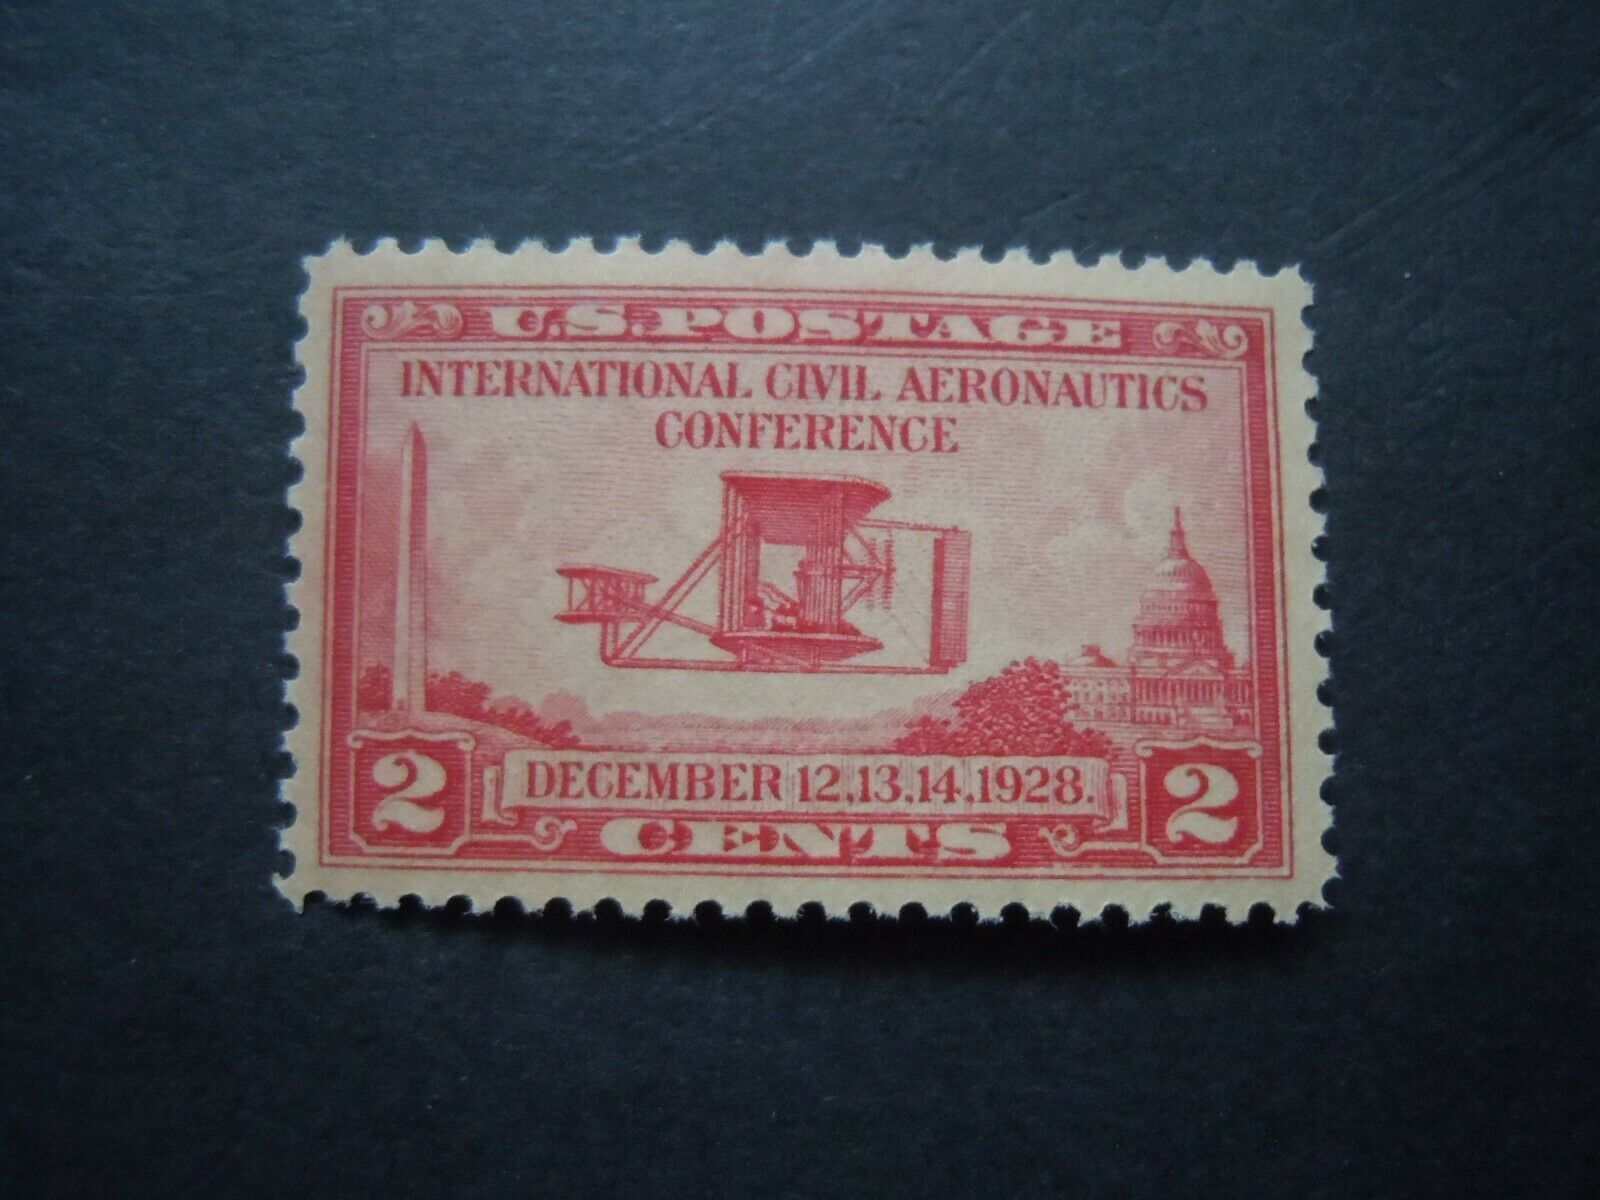 U.S. POSTAGE
INTERNATIONAL CIVIL AERONAUTICS
CONFERENCE
2 DECEMBER 12,13,14,1928. 2
CENTS